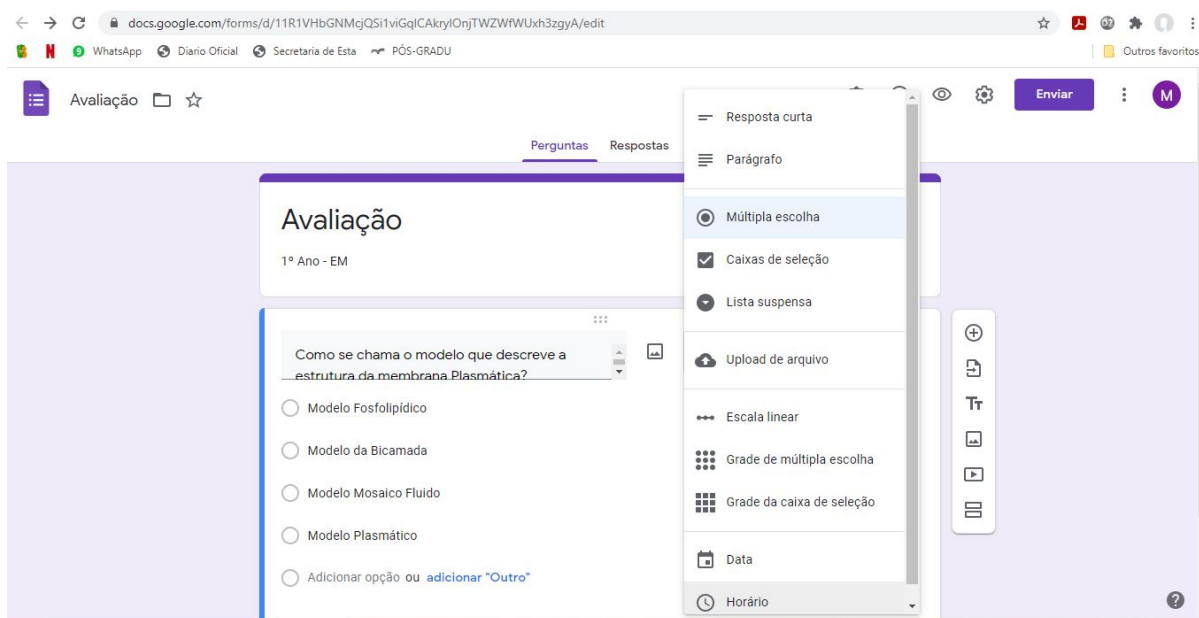 docs.google.com/forms/d/11R1VHbGNMcjQSi1viGqlCAkrylOnjTWZWfWUxh3zgyA/edit
WhatsApp Diario Oficial Secretaria de Esta PÓS-GRADU Outros favoritos
Avaliação Enviar M
Perguntas Respostas
Avaliação
1º Ano - EM
Como se chama o modelo que descreve a
estrutura da membrana Plasmática?
Modelo Fosfolipídico
Modelo da Bicamada
Modelo Mosaico Fluido
Modelo Plasmático
Adicionar opção ou adicionar "Outro"
Resposta curta
Parágrafo
Múltipla escolha
Caixas de seleção
Lista suspensa
Upload de arquivo
Escala linear
Grade de múltipla escolha
Grade da caixa de seleção
Data
Horário
Tт